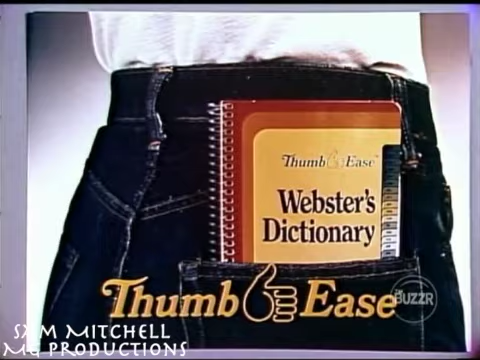 Thumb Ease
Webster's
Dictionary
Thumb Ease
BUZZR
SAM MITCHELL
MG PRODUCTIONS